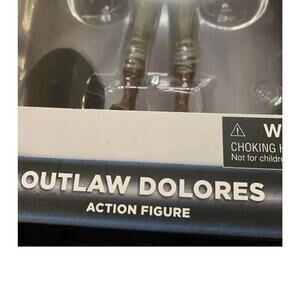 W
CHOKING H
Not for childre
OUTLAW DOLORES
ACTION FIGURE